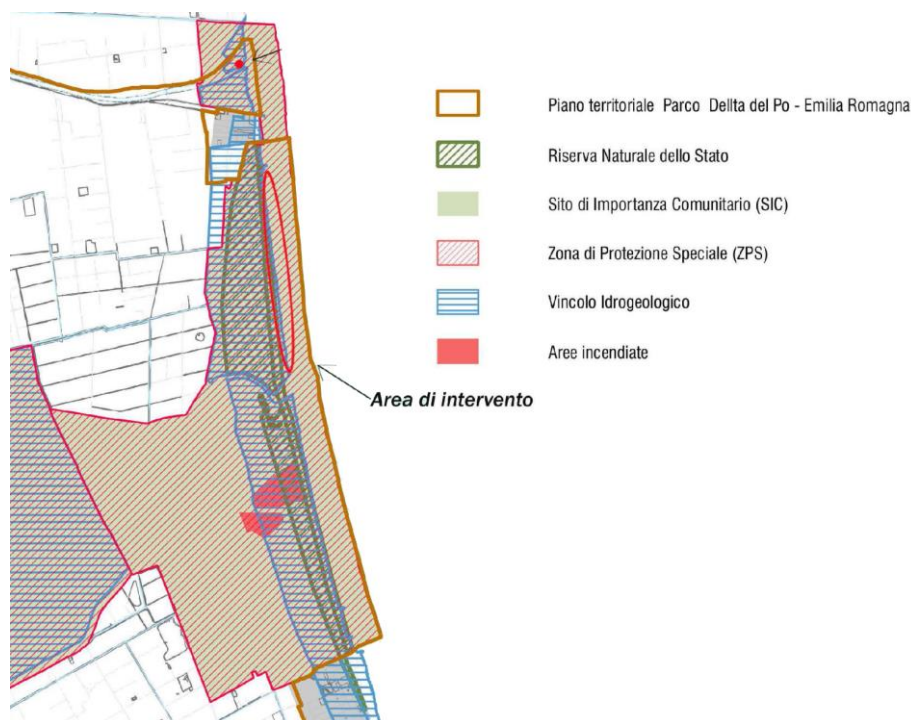 Piano territoriale Parco Dellta del Po - Emilia Romagna
Riserva Naturale dello Stato
Sito di Importanza Comunitario (SIC)
Zona di Protezione Speciale (ZPS)
Vincolo Idrogeologico
Aree incendiate
Area di intervento